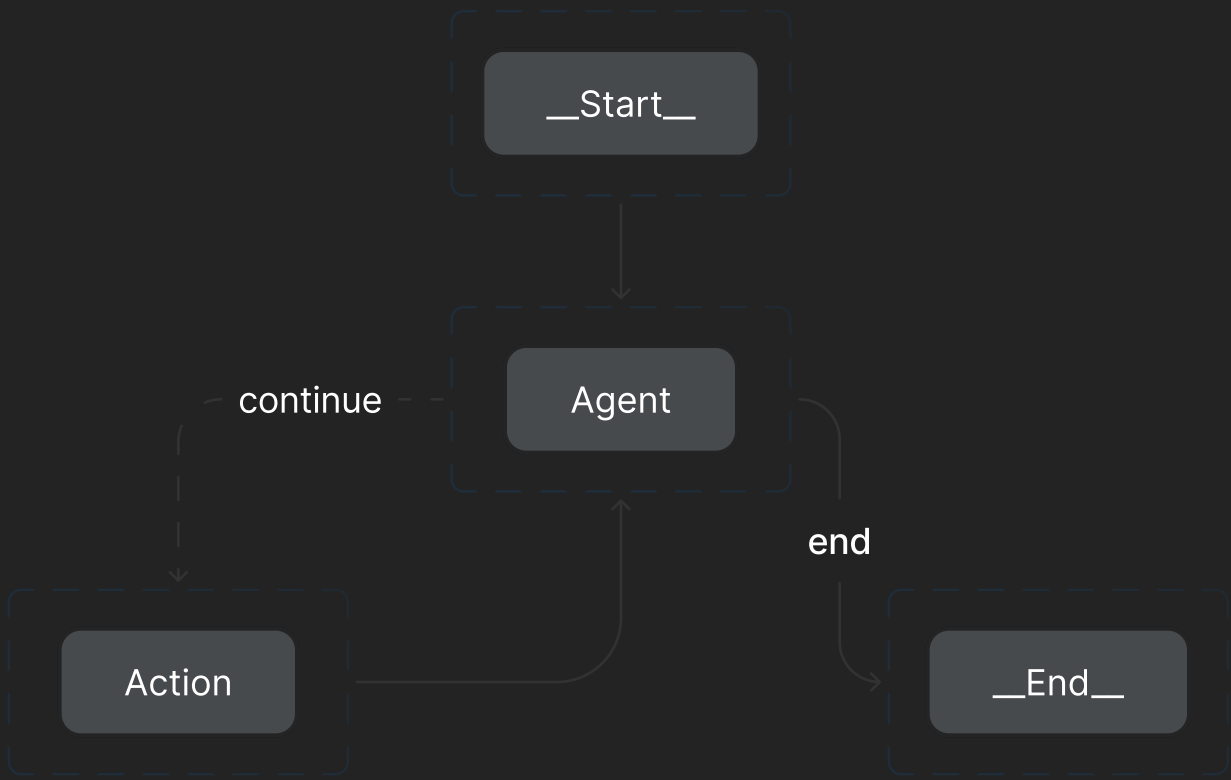 __Start__
continue
Agent
end
Action
__End__